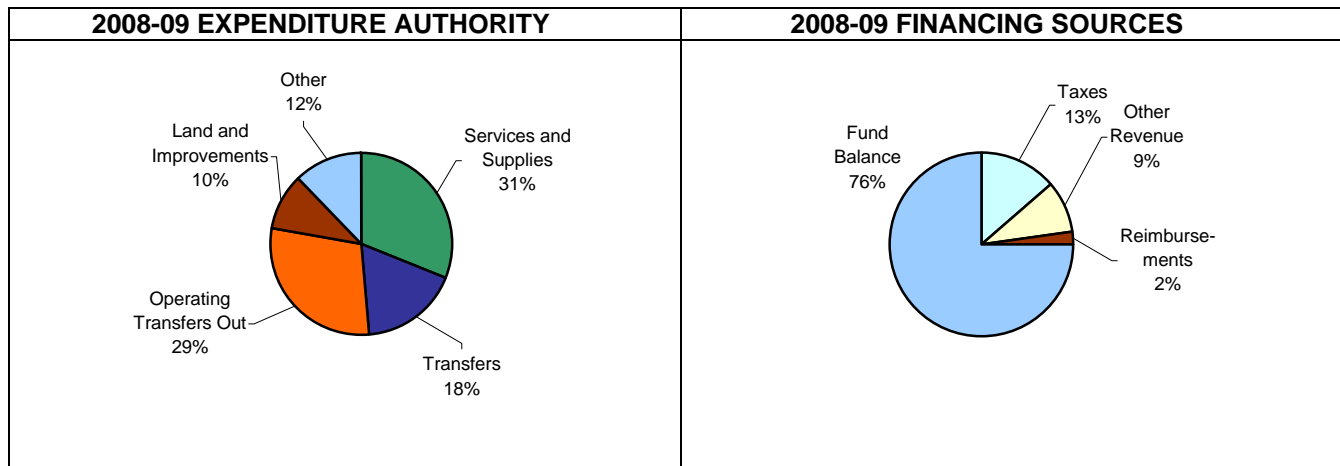 2008-09 EXPENDITURE AUTHORITY
Other
12%
Land and
Improvements
10%
Services and
Supplies
31%
Operating
Transfers Out
29%
Transfers
18%
2008-09 FINANCING SOURCES
Taxes
13%
Other
Revenue
9%
Fund
Balance
76%
Reimburse-
ments
2%